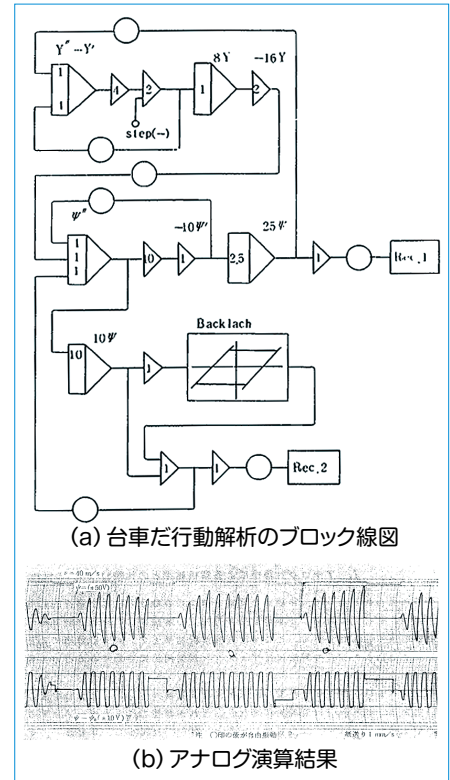 Y″ -Y′
8Y
-16Y
1
1
4
2
1
2
step(-)
ψ″
-10ψ′
25ψ
1
1
1
10
1
2,5
1
Rec.1
10ψ
Backlach
10
1
1
1
Rec.2
(a) 台車だ行動解析のブロック線図
(b) アナログ演算結果